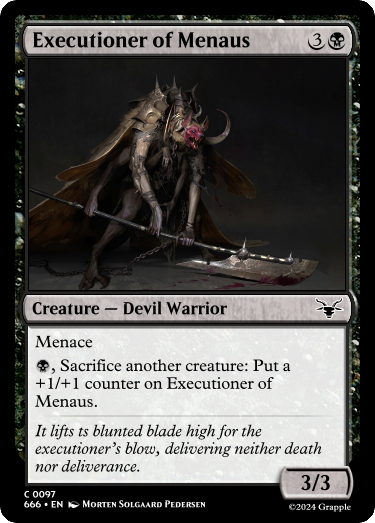 Executioner of Menaus 3
Creature — Devil Warrior
Menace
, Sacrifice another creature: Put a
+1/+1 counter on Executioner of
Menaus.
It lifts ts blunted blade high for the
executioner's blow, delivering neither death
nor deliverance.
3/3
C 0097
666 • EN Morten Solgaard Pedersen
©2024 Grapple